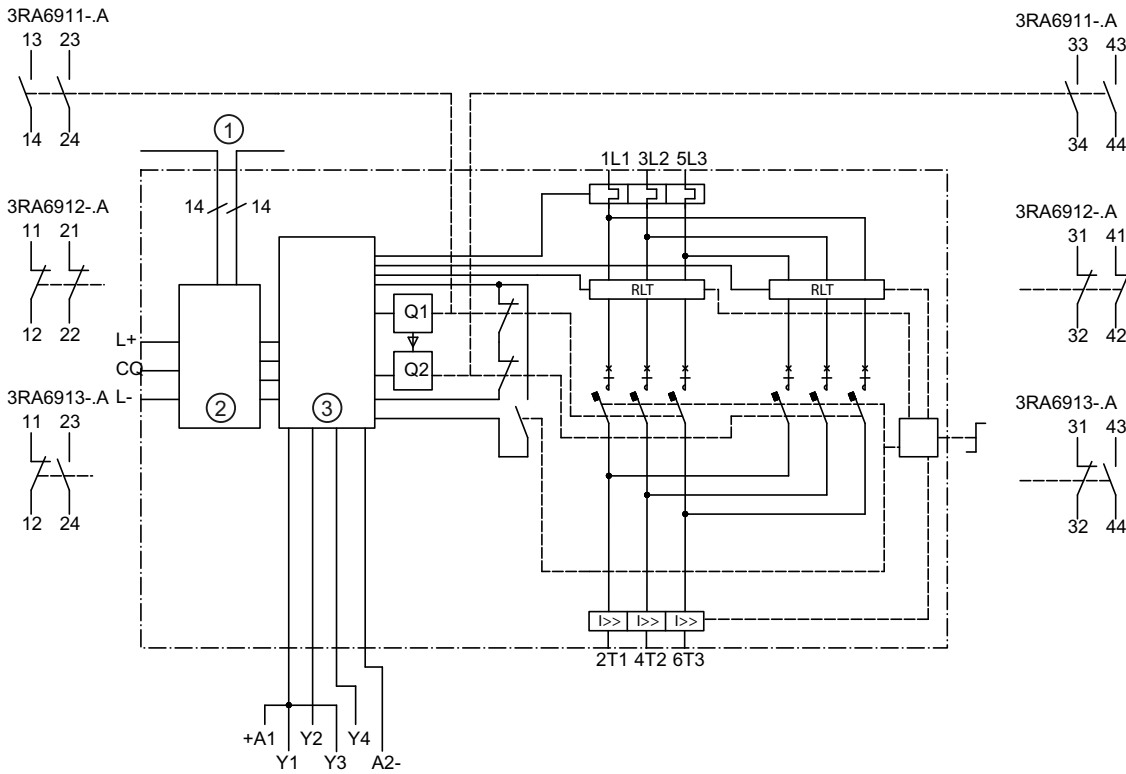 3RA6911-.A
13 23
14 24
3RA6911-.A
33 43
34 44
1
1L1 3L2 5L3
14 14
3RA6912-.A
11 21
12 22
3RA6912-.A
31 41
32 42
RLT RLT
Q1
Q2
L+
CQ
L-
2 3
3RA6913-.A
11 23
12 24
3RA6913-.A
31 43
32 44
I>> I>> I>>
2T1 4T2 6T3
+A1 Y2 Y4
Y1 Y3 A2-